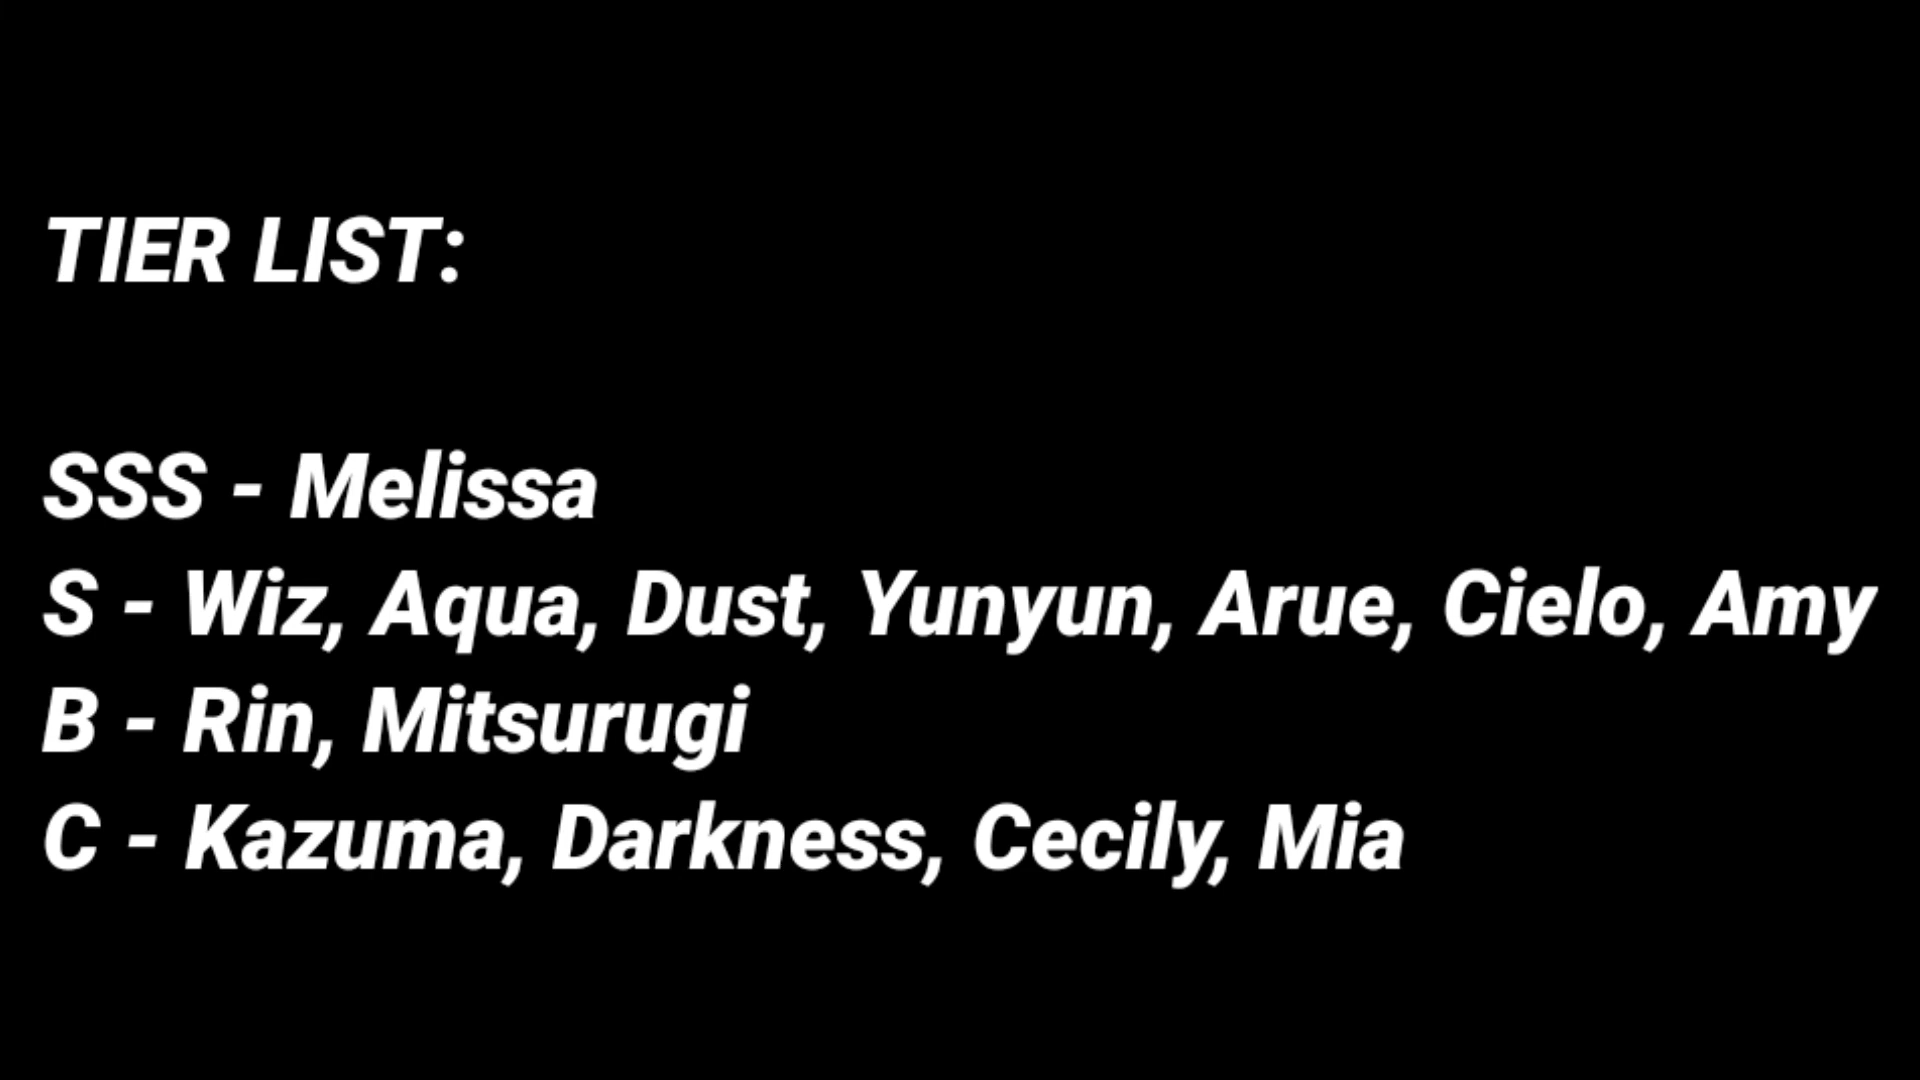 TIER LIST:
SSS - Melissa
S - Wiz, Aqua, Dust, Yunyun, Arue, Cielo, Amy
B - Rin, Mitsurugi
C - Kazuma, Darkness, Cecily, Mia